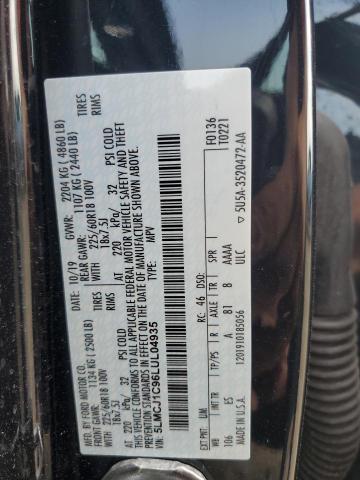 MFD. BY FORD MOTOR CO.
10/19
GVWR: 2204 KG ( 4860 LB)
FRONT GAWR: 1134 KG ( 2500 LB)
REAR GAWR: 1107 KG ( 2440 LB)
WITH 225/60R18 100V
WITH 225/60R18 100V TIRES
18x7.5J
18x7.5J RIMS
AT 220 kPa/ 32 PSI COLD
AT 220 kPa/ 32 PSI COLD
THIS VEHICLE CONFORMS TO ALL APPLICABLE FEDERAL MOTOR VEHICLE SAFETY AND THEFT
PREVENTION STANDARDS IN EFFECT ON THE DATE OF MANUFACTURE SHOWN ABOVE.
VIN: 5LMCJ1C96LUL04935
TYPE: MPV
F0136
T0221
EXT PNT: UM RC: 46 DSO:
WB TP/PS R AXLE TR SPR
106 E5 A 81 B AAAA
5U5A-3520472-AA
MADE IN U.S.A. 1201910185056 ULC